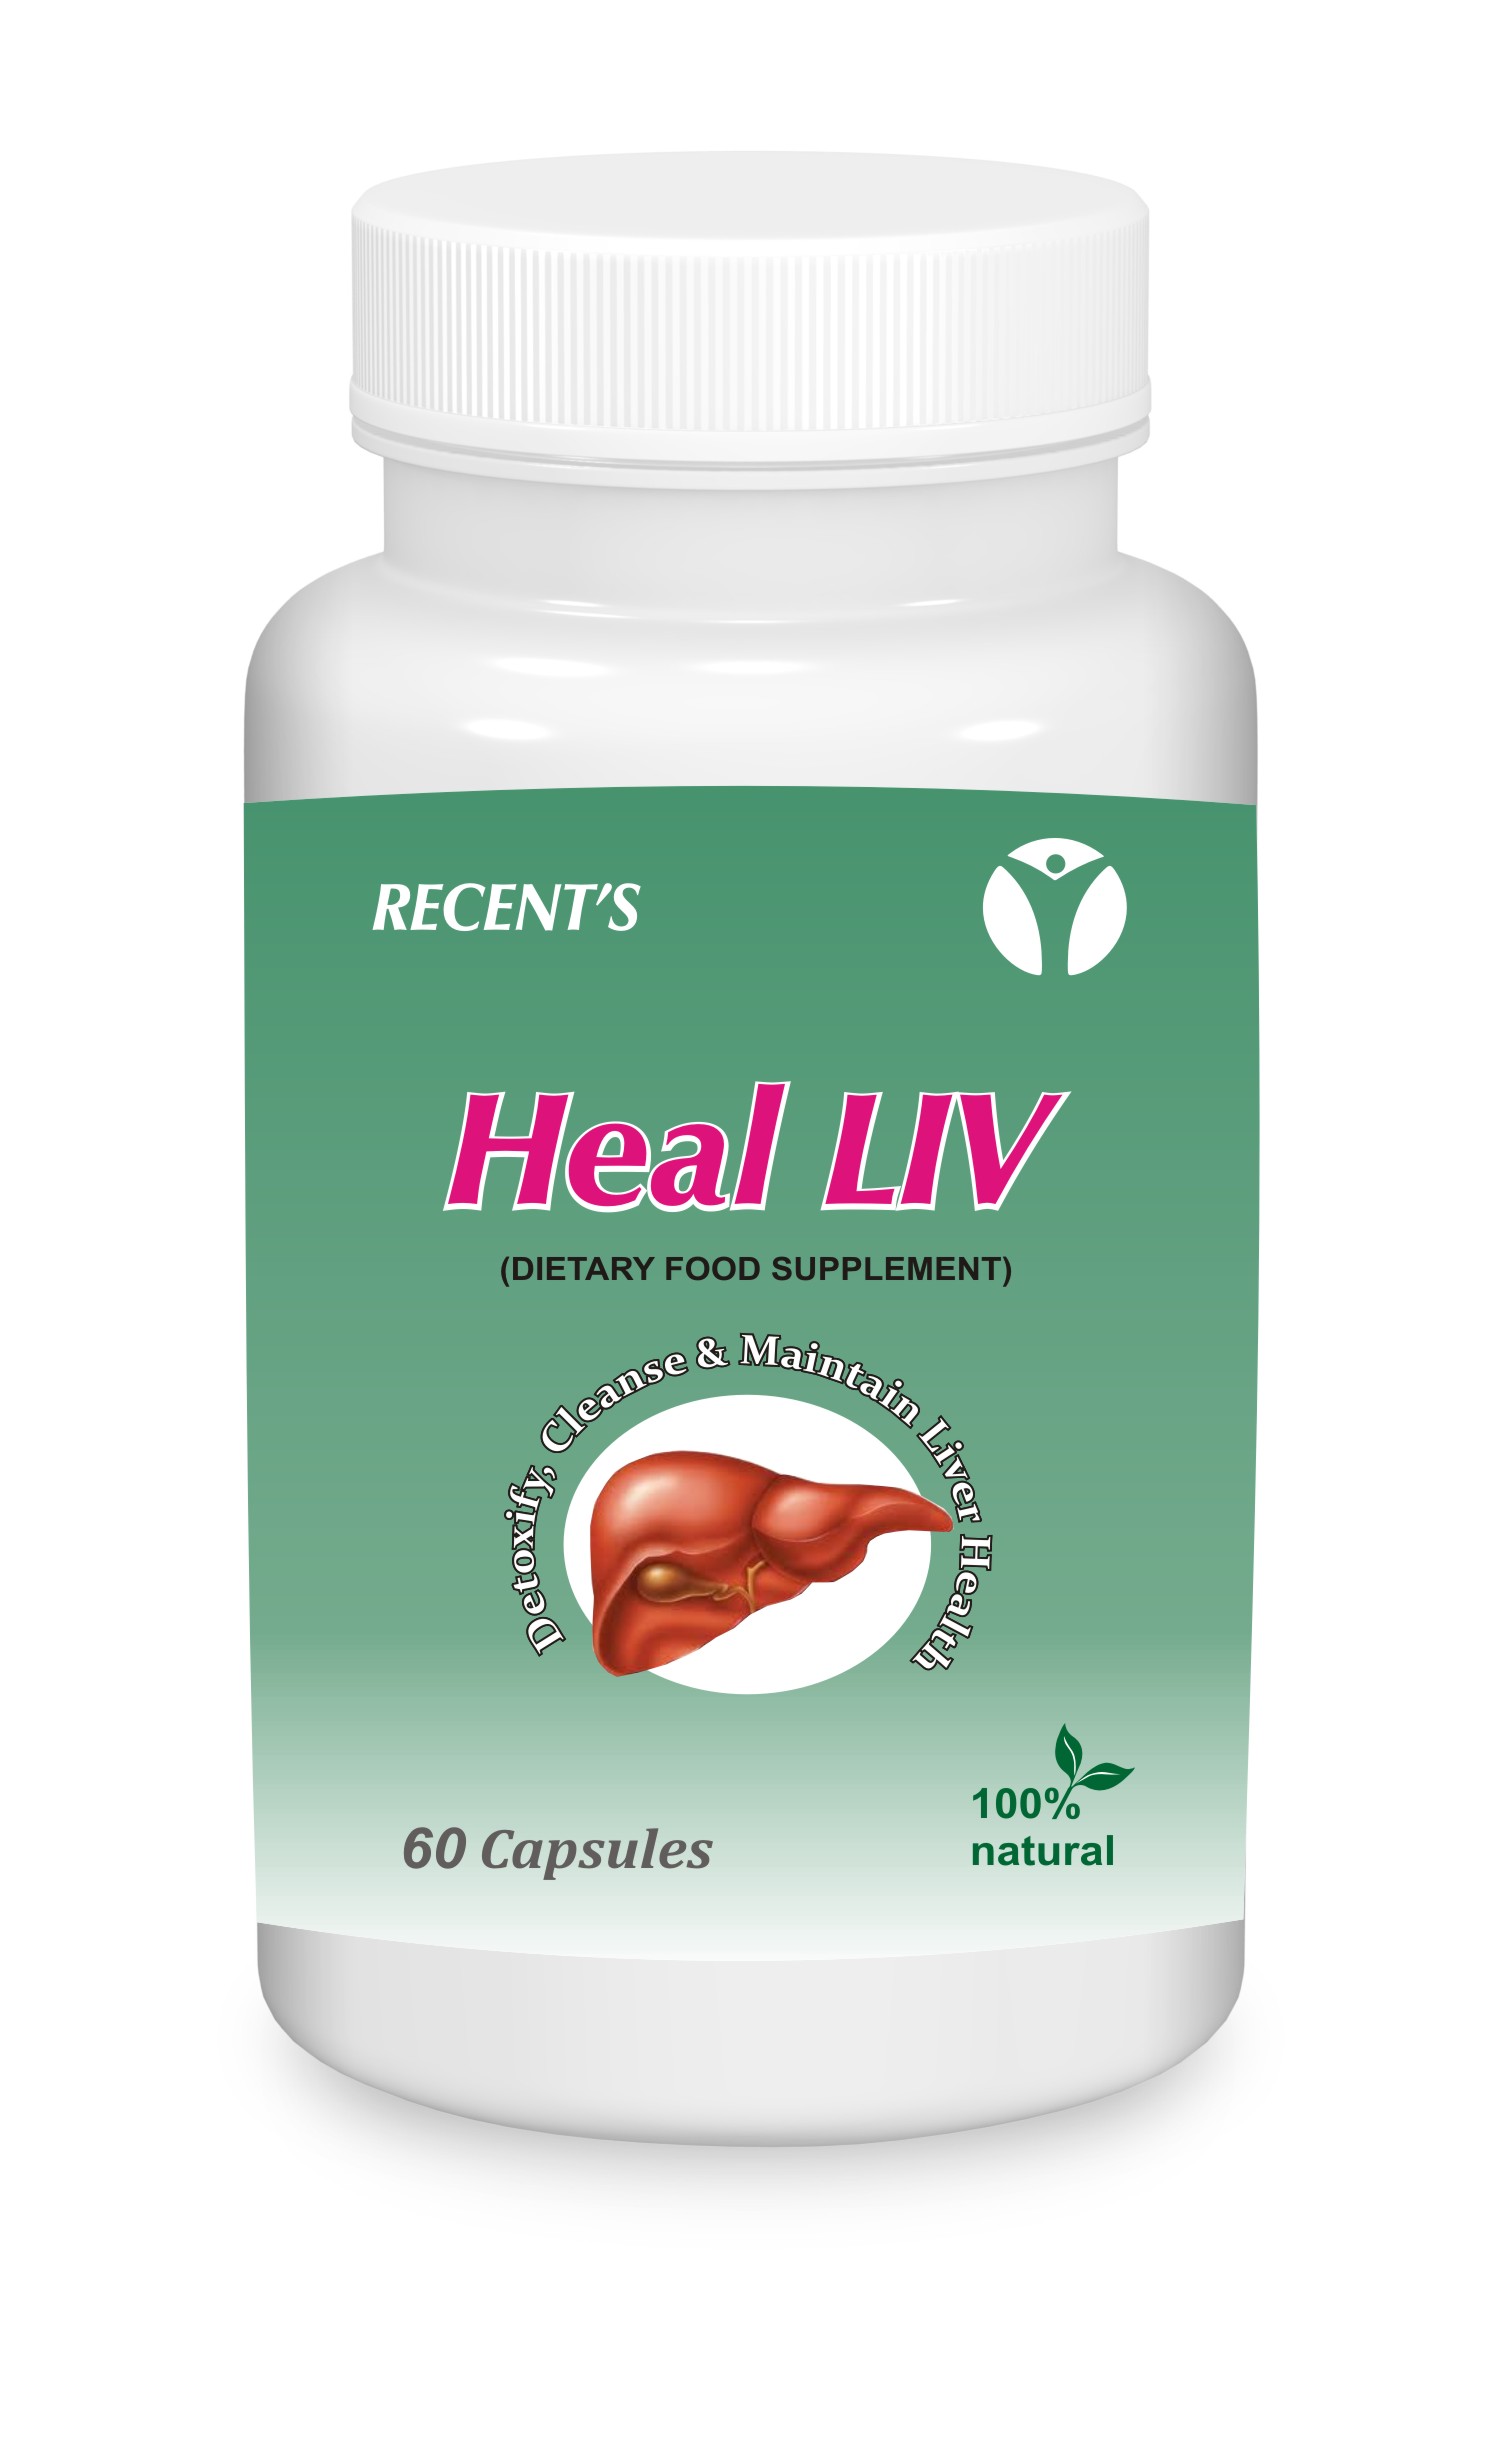 RECENT'S
Heal LIV
(DIETARY FOOD SUPPLEMENT)
Detoxify, Cleanse & Maintain Liver Health
100%
natural
60 Capsules